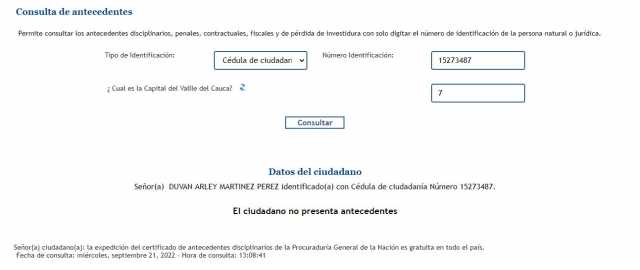 Consulta de antecedentes
Permite consultar los antecedentes disciplinarios, penales, contractuales, fiscales y de pérdida de investidura con solo digitar el número de identificación de la persona natural o jurídica.
Tipo de Identificación: Cédula de ciudadan Número Identificación: 15273487
¿ Cual es la Capital del Vallle del Cauca? 7
Consultar
Datos del ciudadano
Señor(a) DUVAN ARLEY MARTINEZ PEREZ identificado(a) con Cédula de ciudadanía Número 15273487.
El ciudadano no presenta antecedentes
Señor(a) ciudadano(a): la expedición del certificado de antecedentes disciplinarios de la Procuraduría General de la Nación es gratuita en todo el país.
Fecha de consulta: miércoles, septiembre 21, 2022 - Hora de consulta: 13:08:41